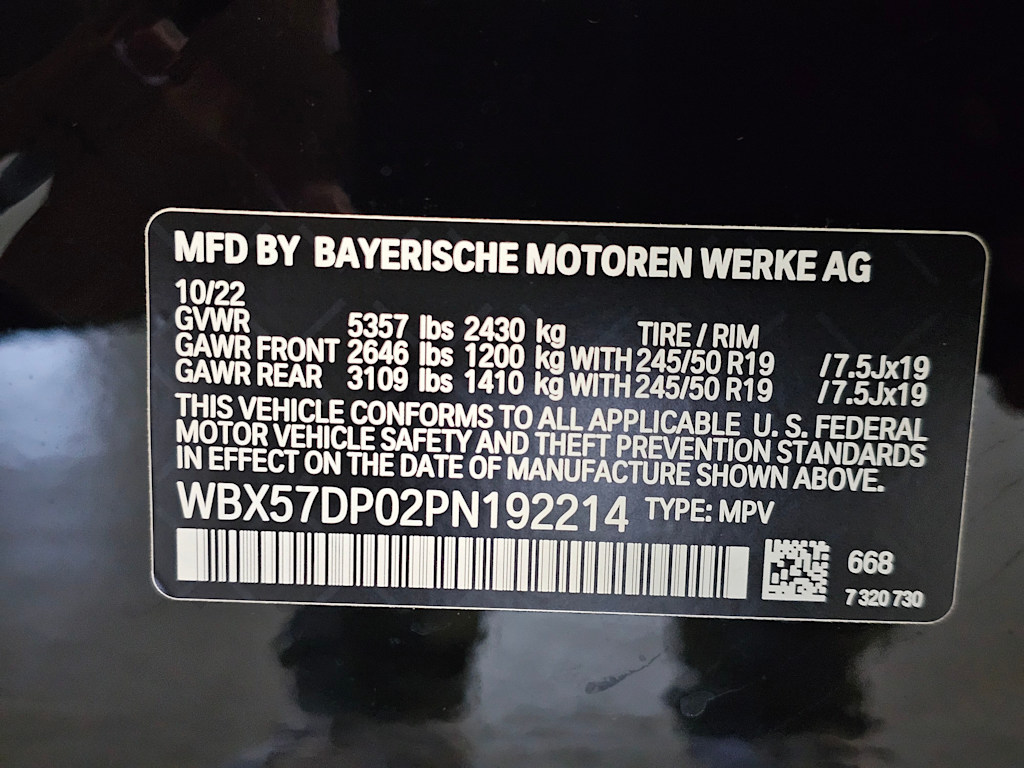 MFD BY BAYERISCHE MOTOREN WERKE AG
10/22
GVWR 5357 lbs 2430 kg TIRE / RIM
GAWR FRONT 2646 lbs 1200 kg WITH 245/50 R19 /7.5Jx19
GAWR REAR 3109 lbs 1410 kg WITH 245/50 R19 /7.5Jx19
THIS VEHICLE CONFORMS TO ALL APPLICABLE U. S. FEDERAL
MOTOR VEHICLE SAFETY AND THEFT PREVENTION STANDARDS
IN EFFECT ON THE DATE OF MANUFACTURE SHOWN ABOVE.
WBX57DP02PN192214 TYPE: MPV
668
7 320 730